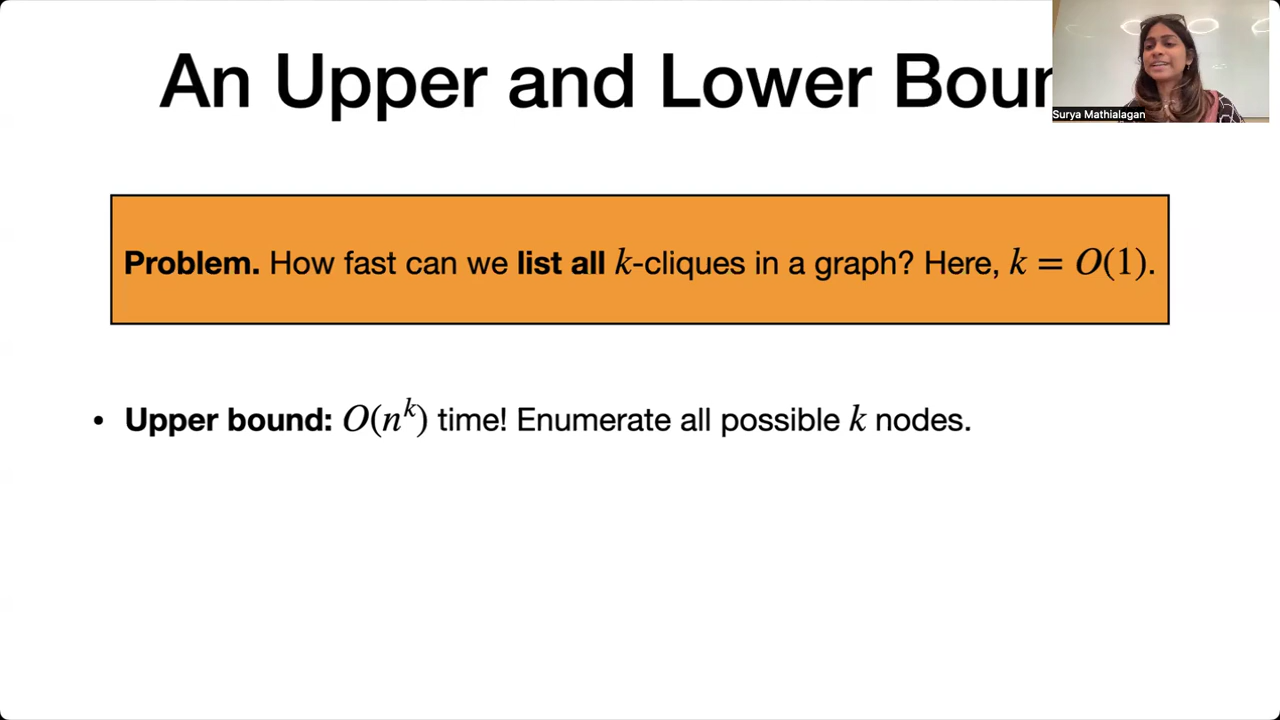 An Upper and Lower Boun
Surya Mathialagan
Problem. How fast can we list all k-cliques in a graph? Here, k = O(1).
• Upper bound: O(n^k) time! Enumerate all possible k nodes.